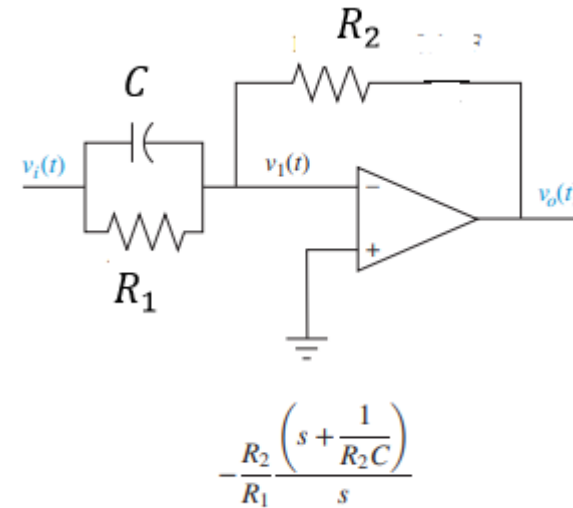 R₂
C
vᵢ(t)
v₁(t)
−
vₒ(t
+
R₁
−R₂/R₁ (s + 1/R₂C)/s